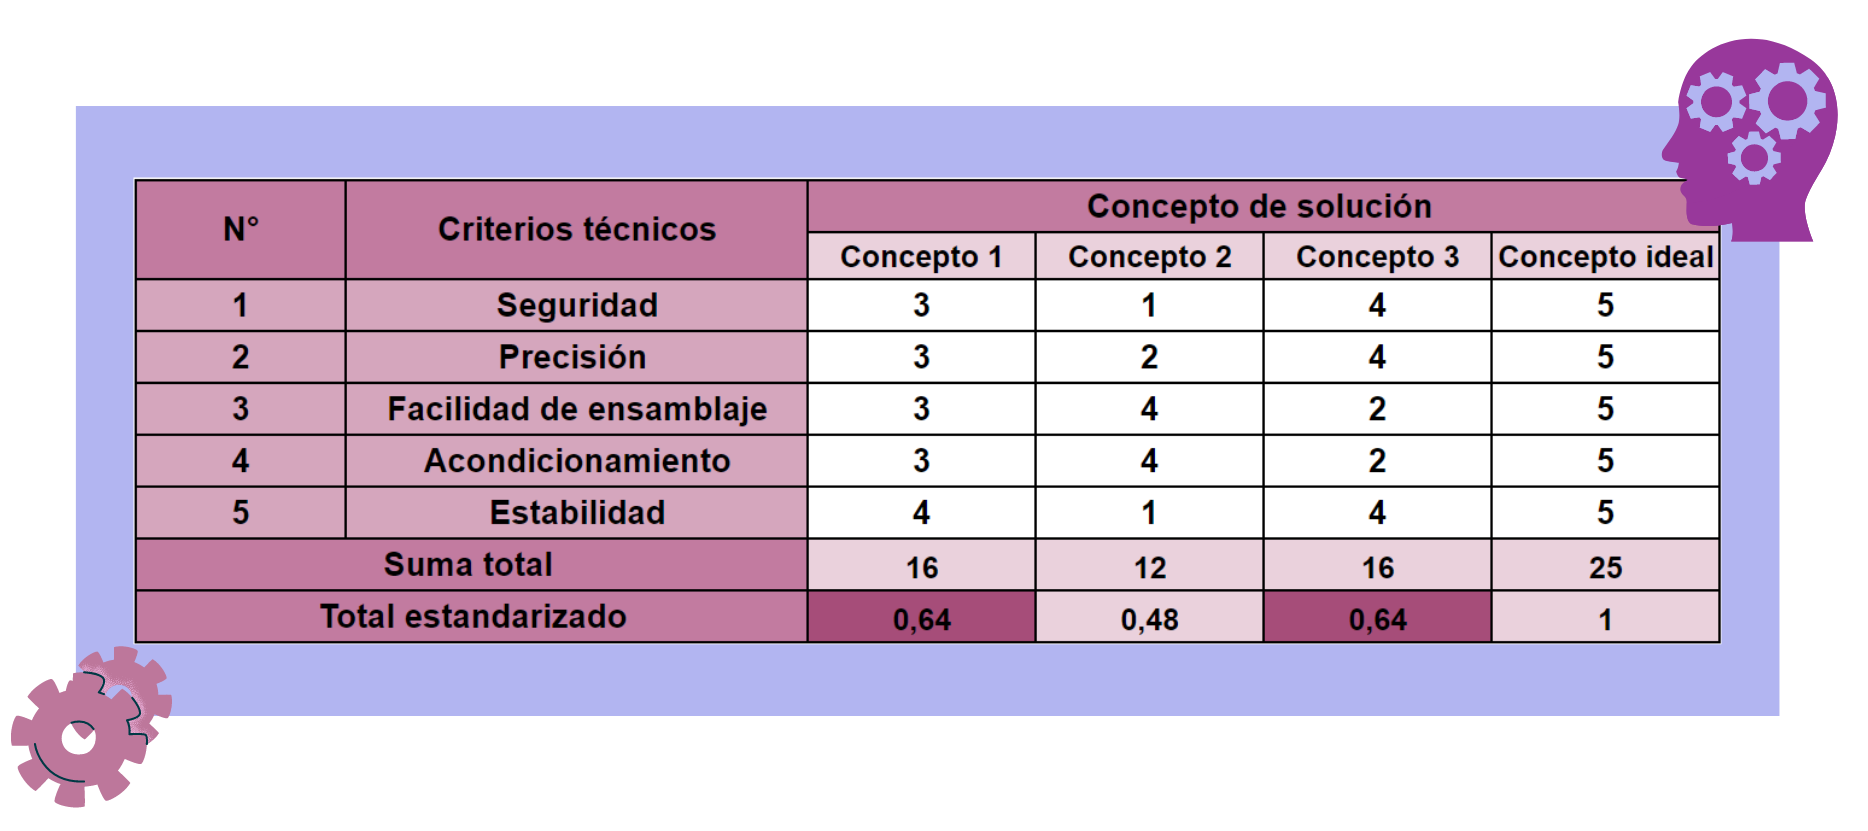 N° Criterios técnicos Concepto de solución
Concepto 1 Concepto 2 Concepto 3 Concepto ideal
1 Seguridad 3 1 4 5
2 Precisión 3 2 4 5
3 Facilidad de ensamblaje 3 4 2 5
4 Acondicionamiento 3 4 2 5
5 Estabilidad 4 1 4 5
Suma total 16 12 16 25
Total estandarizado 0,64 0,48 0,64 1